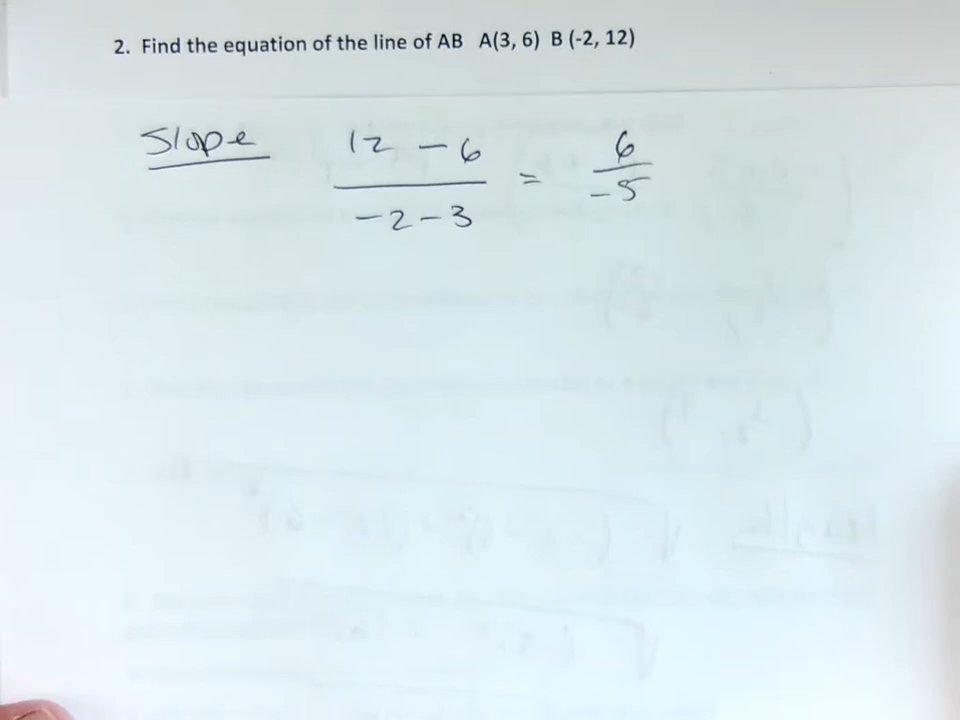 2. Find the equation of the line of AB A(3, 6) B (-2, 12)
Slope 12 - 6 / -2 - 3 = 6 / -5